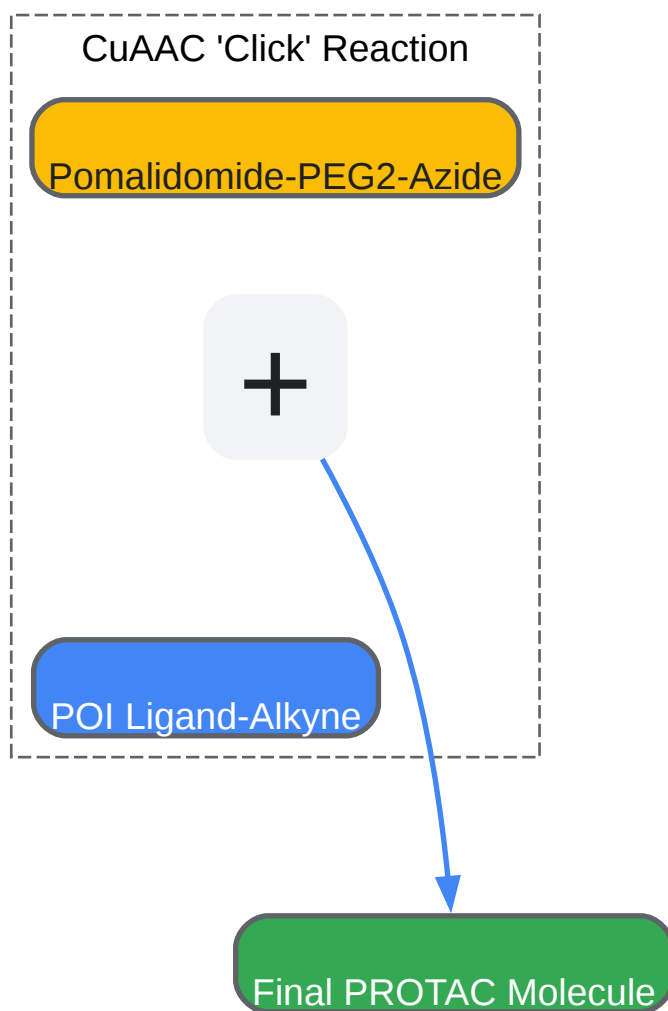 CuAAC 'Click' Reaction
Pomalidomide-PEG2-Azide
+
POI Ligand-Alkyne
Final PROTAC Molecule